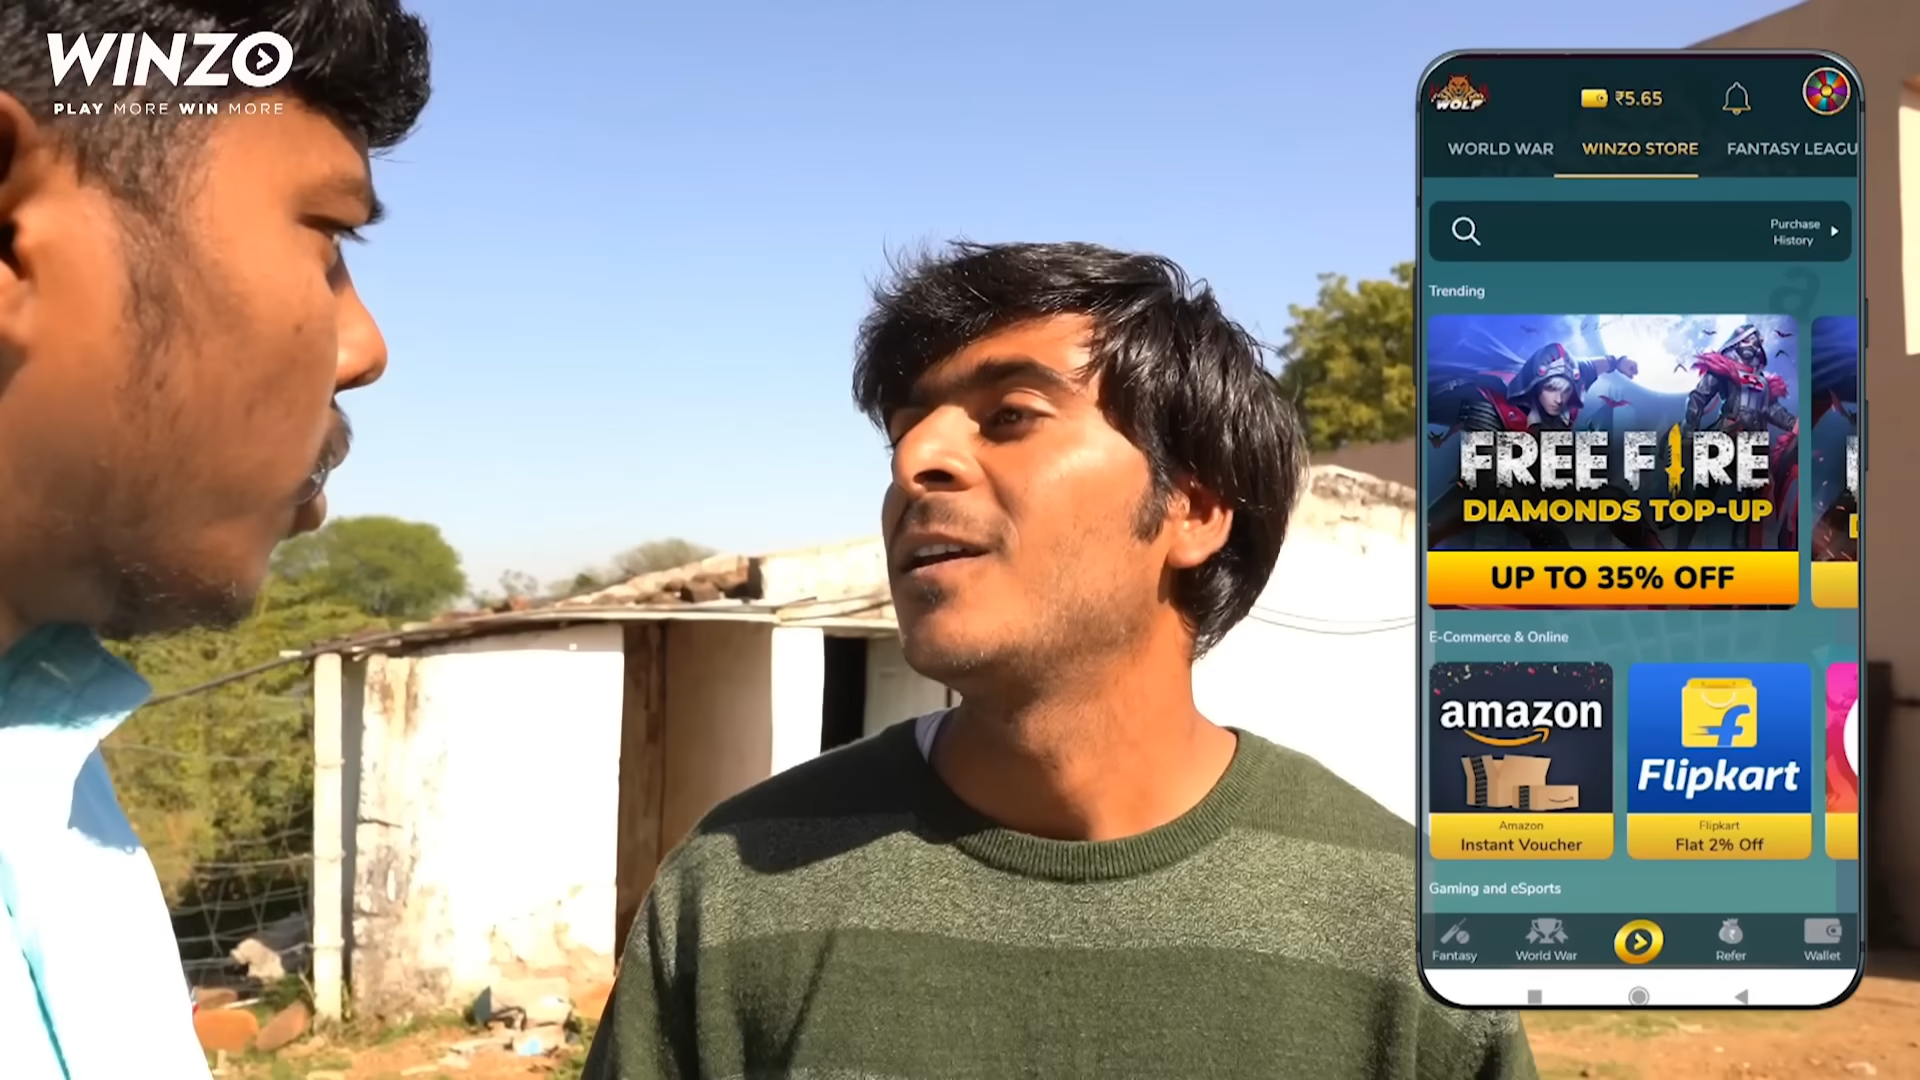 WINZO
PLAY MORE WIN MORE
WOLF
₹5.65
WORLD WAR
WINZO STORE
FANTASY LEAGU
Purchase
History
Trending
FREE FIRE
DIAMONDS TOP-UP
UP TO 35% OFF
E-Commerce & Online
amazon
Amazon
Instant Voucher
Flipkart
Flipkart
Flat 2% Off
Gaming and eSports
Fantasy
World War
Refer
Wallet